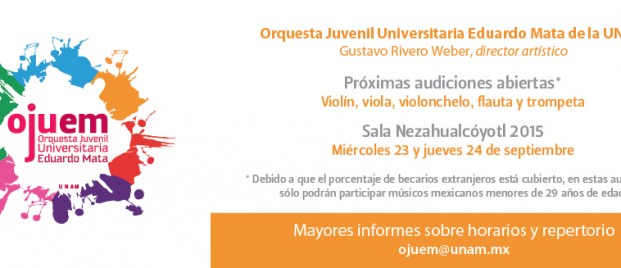 Orquesta Juvenil Universitaria Eduardo Mata de la
Gustavo Rivero Weber, director artístico
Próximas audiciones abiertas*
Violín, viola, violonchelo, flauta y trompeta
Sala Nezahualcóyotl 2015
Miércoles 23 y jueves 24 de septiembre
* Debido a que el porcentaje de becarios extranjeros está cubierto, en estas
sólo podrán participar músicos mexicanos menores de 29 años de
Mayores informes sobre horarios y repertorio
ojuem@unam.mx
ojuem
Orquesta Juvenil
Universitaria
Eduardo Mata
UNAM